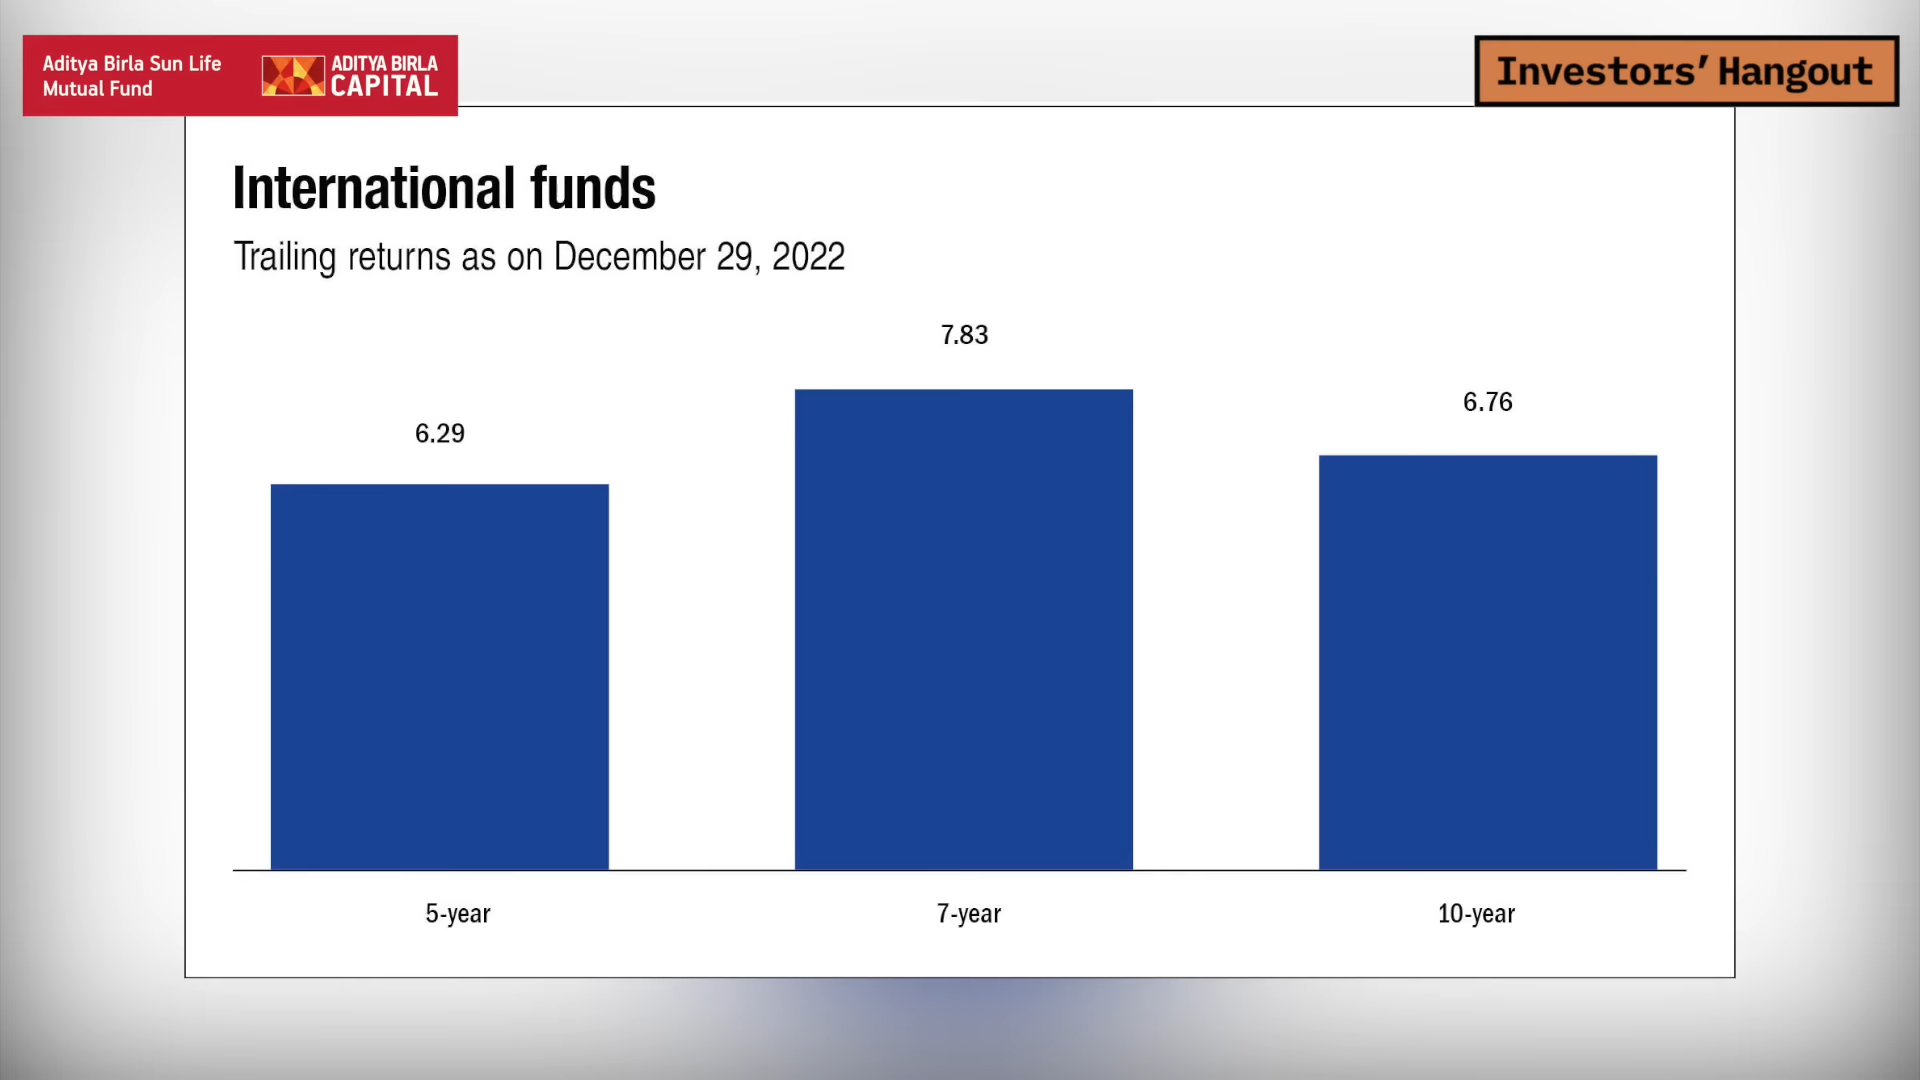 Aditya Birla Sun Life
Mutual Fund
ADITYA BIRLA
CAPITAL
Investors' Hangout
International funds
Trailing returns as on December 29, 2022
7.83
6.76
6.29
5-year
7-year
10-year